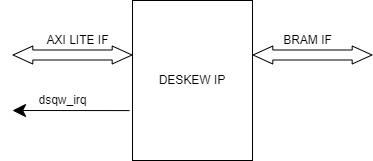 AXI LITE IF
BRAM IF
DESKEW IP
dsqw_irq